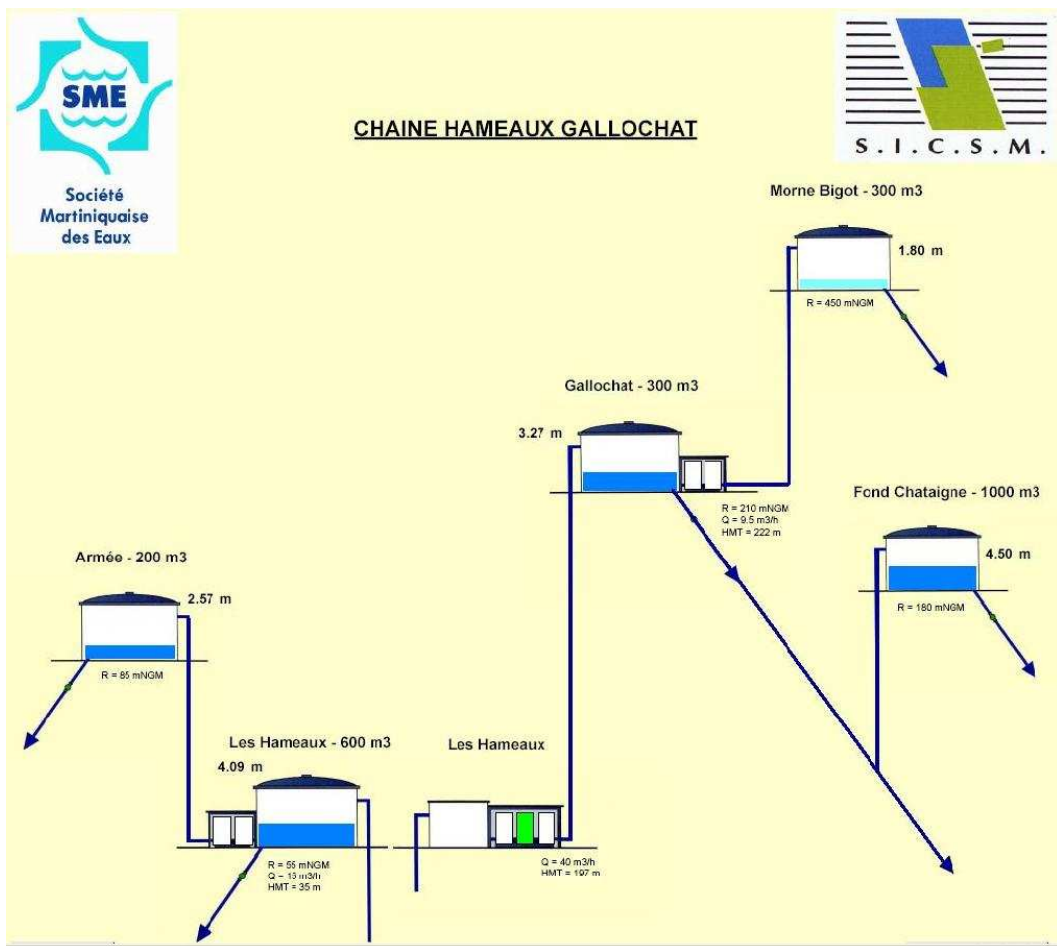 SME
Société
Martiniquaise
des Eaux
CHAINE HAMEAUX GALLOCHAT
S.I.C.S.M.
Morne Bigot - 300 m3
1.80 m
R = 450 mNGM
Gallochat - 300 m3
3.27 m
R = 210 mNGM
Q = 9.5 m3/h
HMT = 222 m
Fond Chataigne - 1000 m3
4.50 m
R = 180 mNGM
Armée - 200 m3
2.57 m
R = 85 mNGM
Les Hameaux - 600 m3
4.09 m
R = 55 mNGM
Q = 15 m3/h
HMT = 35 m
Les Hameaux
Q = 40 m3/h
HMT = 197 m